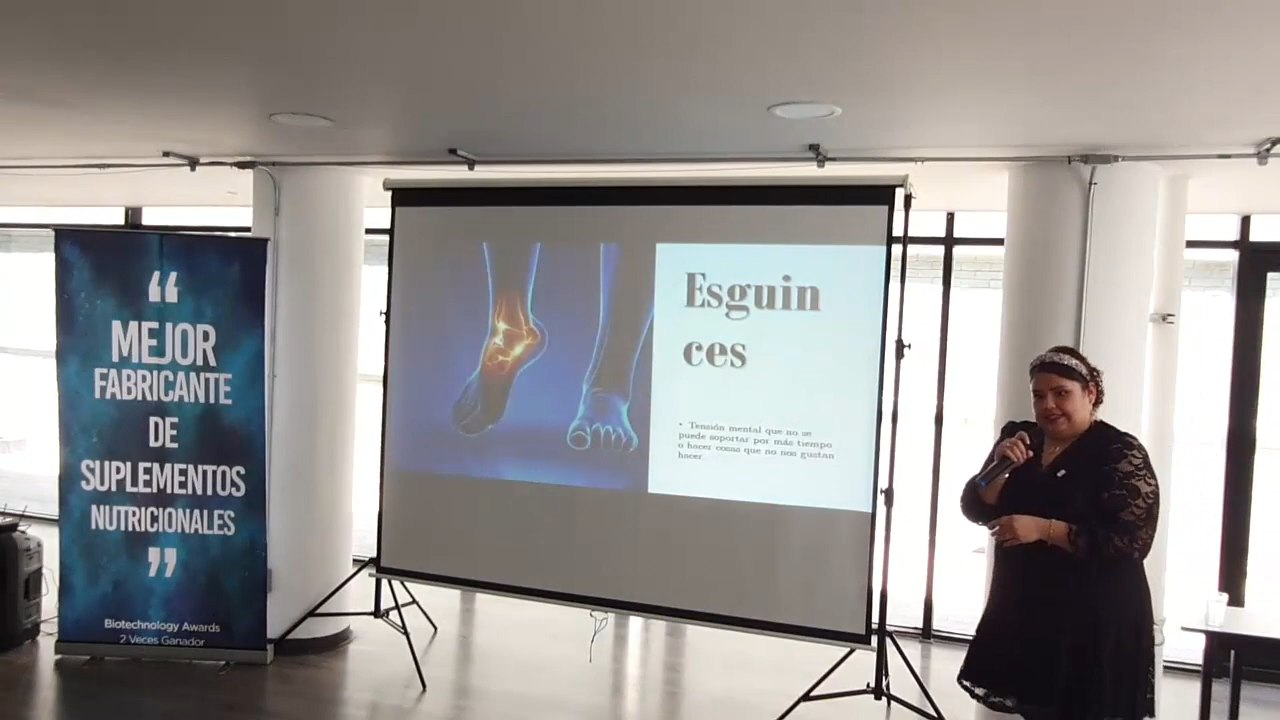 “
MEJOR
FABRICANTE
DE
SUPLEMENTOS
NUTRICIONALES
”
Biotechnology Awards
2 Veces Ganador
Esguin
ces
• Tensión mental que no se
puede soportar por más tiempo
o hacer cosas que no nos gustan
hacer